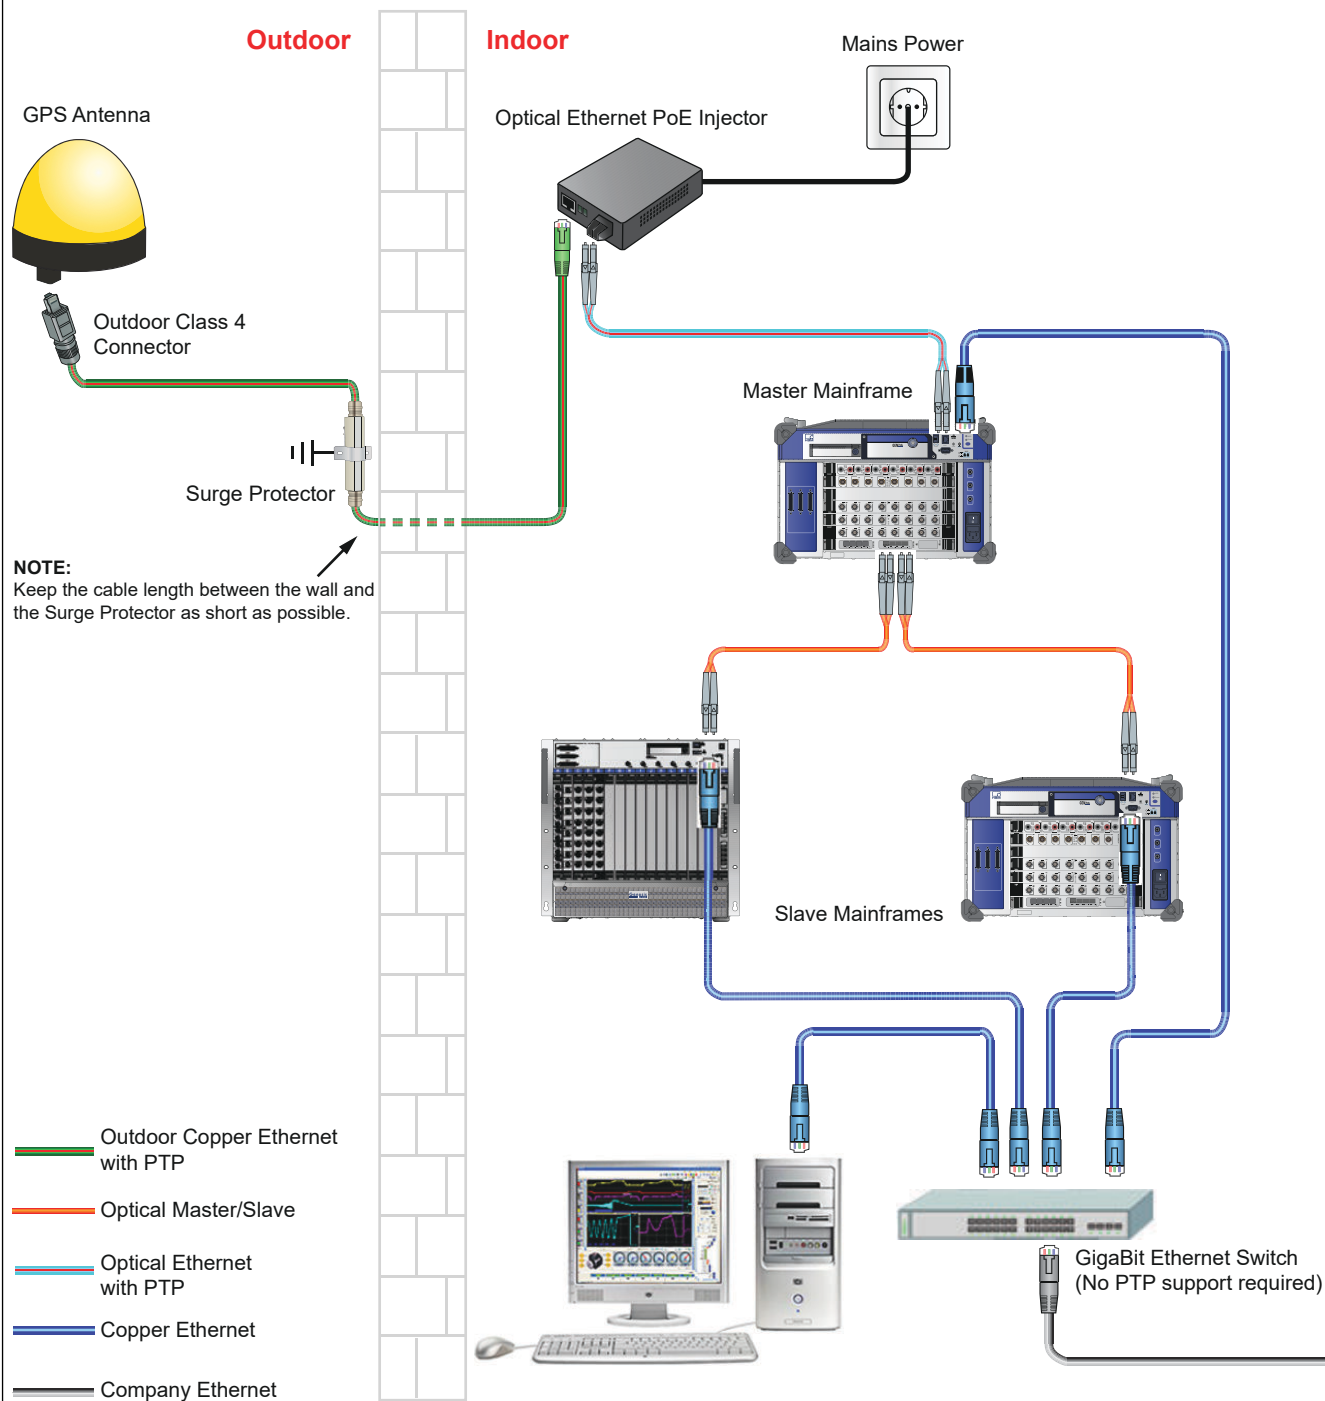 Outdoor
Indoor
Mains Power
GPS Antenna
Optical Ethernet PoE Injector
Outdoor Class 4
Connector
Master Mainframe
Surge Protector
NOTE:
Keep the cable length between the wall and
the Surge Protector as short as possible.
Slave Mainframes
Outdoor Copper Ethernet
with PTP
Optical Master/Slave
Optical Ethernet
with PTP
Copper Ethernet
Company Ethernet
GigaBit Ethernet Switch
(No PTP support required)